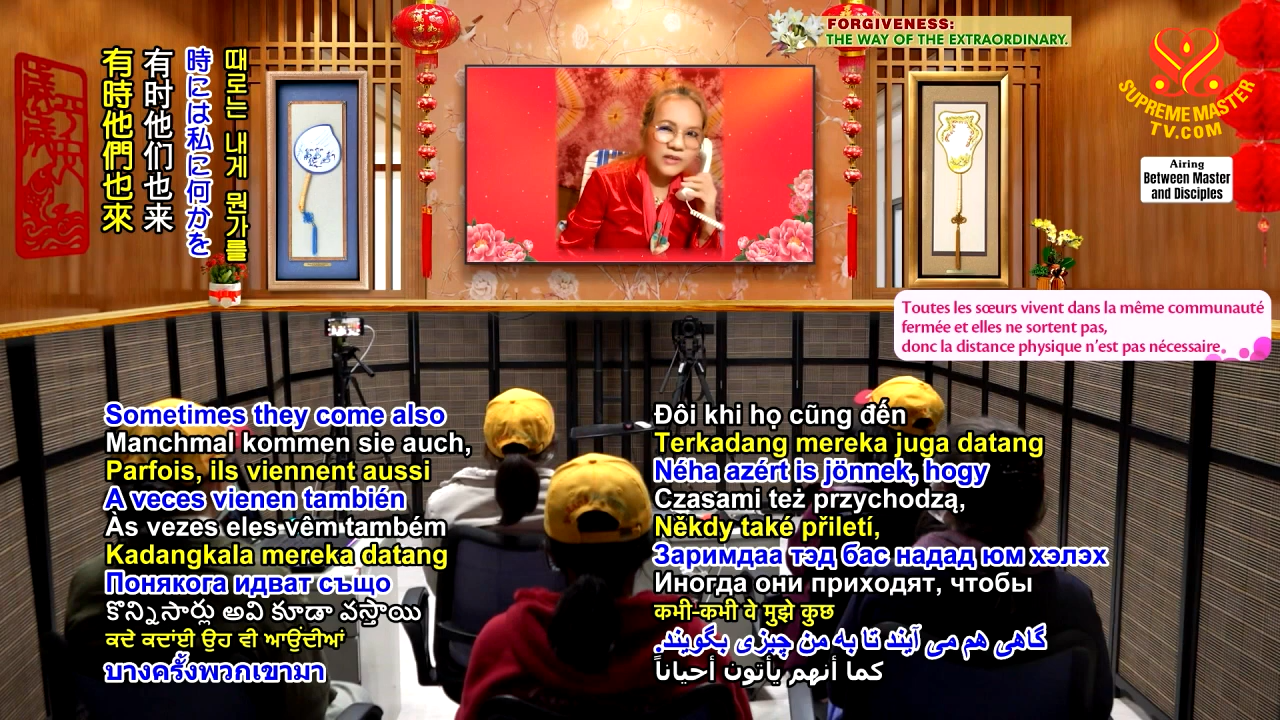 FORGIVENESS:
THE WAY OF THE EXTRAORDINARY.
SUPREME MASTER
TV.COM
Airing
Between Master
and Disciples
有時他們也來
有时他们也来
時には私に何かを
때로는 내게 뭔가를
Toutes les sœurs vivent dans la même communauté
fermée et elles ne sortent pas,
donc la distance physique n'est pas nécessaire.
Sometimes they come also
Manchmal kommen sie auch,
Parfois, ils viennent aussi
A veces vienen también
Às vezes eles vêm também
Kadangkala mereka datang
Понякога идват също
కొన్నిసార్లు అవి కూడా వస్తాయి
ਕਦੇ ਕਦਾਂਈ ਉਹ ਵੀ ਆਉਂਦੀਆਂ
บางครั้งพวกเขามา
Đôi khi họ cũng đến
Terkadang mereka juga datang
Néha azért is jönnek, hogy
Czasami też przychodzą,
Někdy také přiletí,
Заримдаа тэд бас надад юм хэлэх
Иногда они приходят, чтобы
कभी-कभी वे मुझे कुछ
گاهی هم می آیند تا به من چیزی بگویند.
كما أنهم يأتون أحياناً